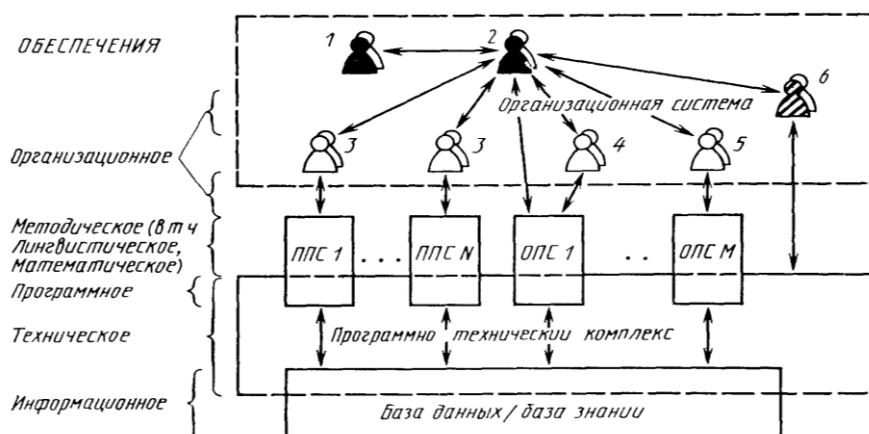 ОБЕСПЕЧЕНИЯ
1
2
6
Организационная система
Организационное
3
3
4
5
Методическое (в т ч
Лингвистическое,
Математическое)
ППС 1 . . . ППС N ОПС 1 . . ОПС М
Программное
Техническое
Программно технический комплекс
Информационное
База данных / база знании